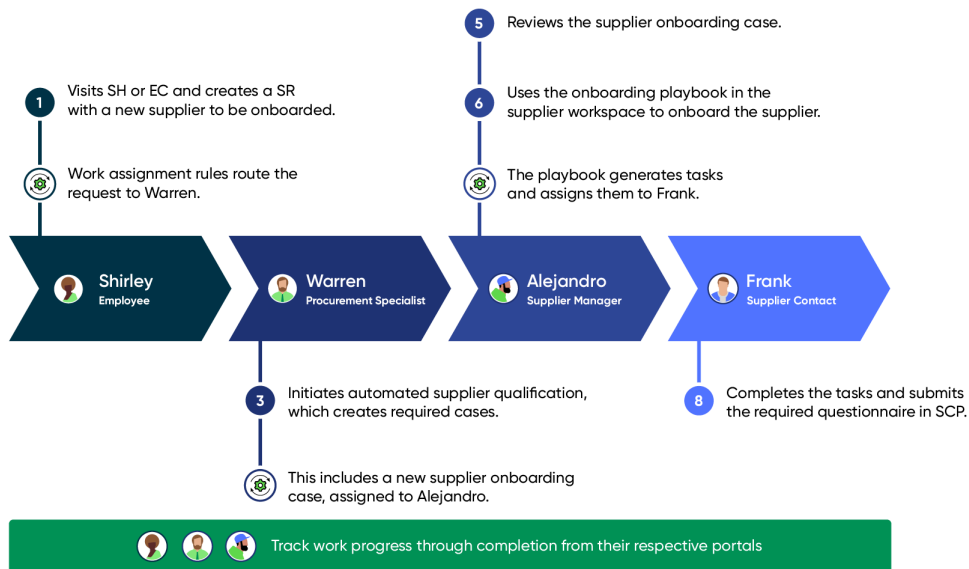 5
Reviews the supplier onboarding case.
1
Visits SH or EC and creates a SR
with a new supplier to be onboarded.
6
Uses the onboarding playbook in the
supplier workspace to onboard the supplier.
Work assignment rules route the
request to Warren.
The playbook generates tasks
and assigns them to Frank.
Shirley
Employee
Warren
Procurement Specialist
Alejandro
Supplier Manager
Frank
Supplier Contact
3
Initiates automated supplier qualification,
which creates required cases.
8
Completes the tasks and submits
the required questionnaire in SCP.
This includes a new supplier onboarding
case, assigned to Alejandro.
Track work progress through completion from their respective portals